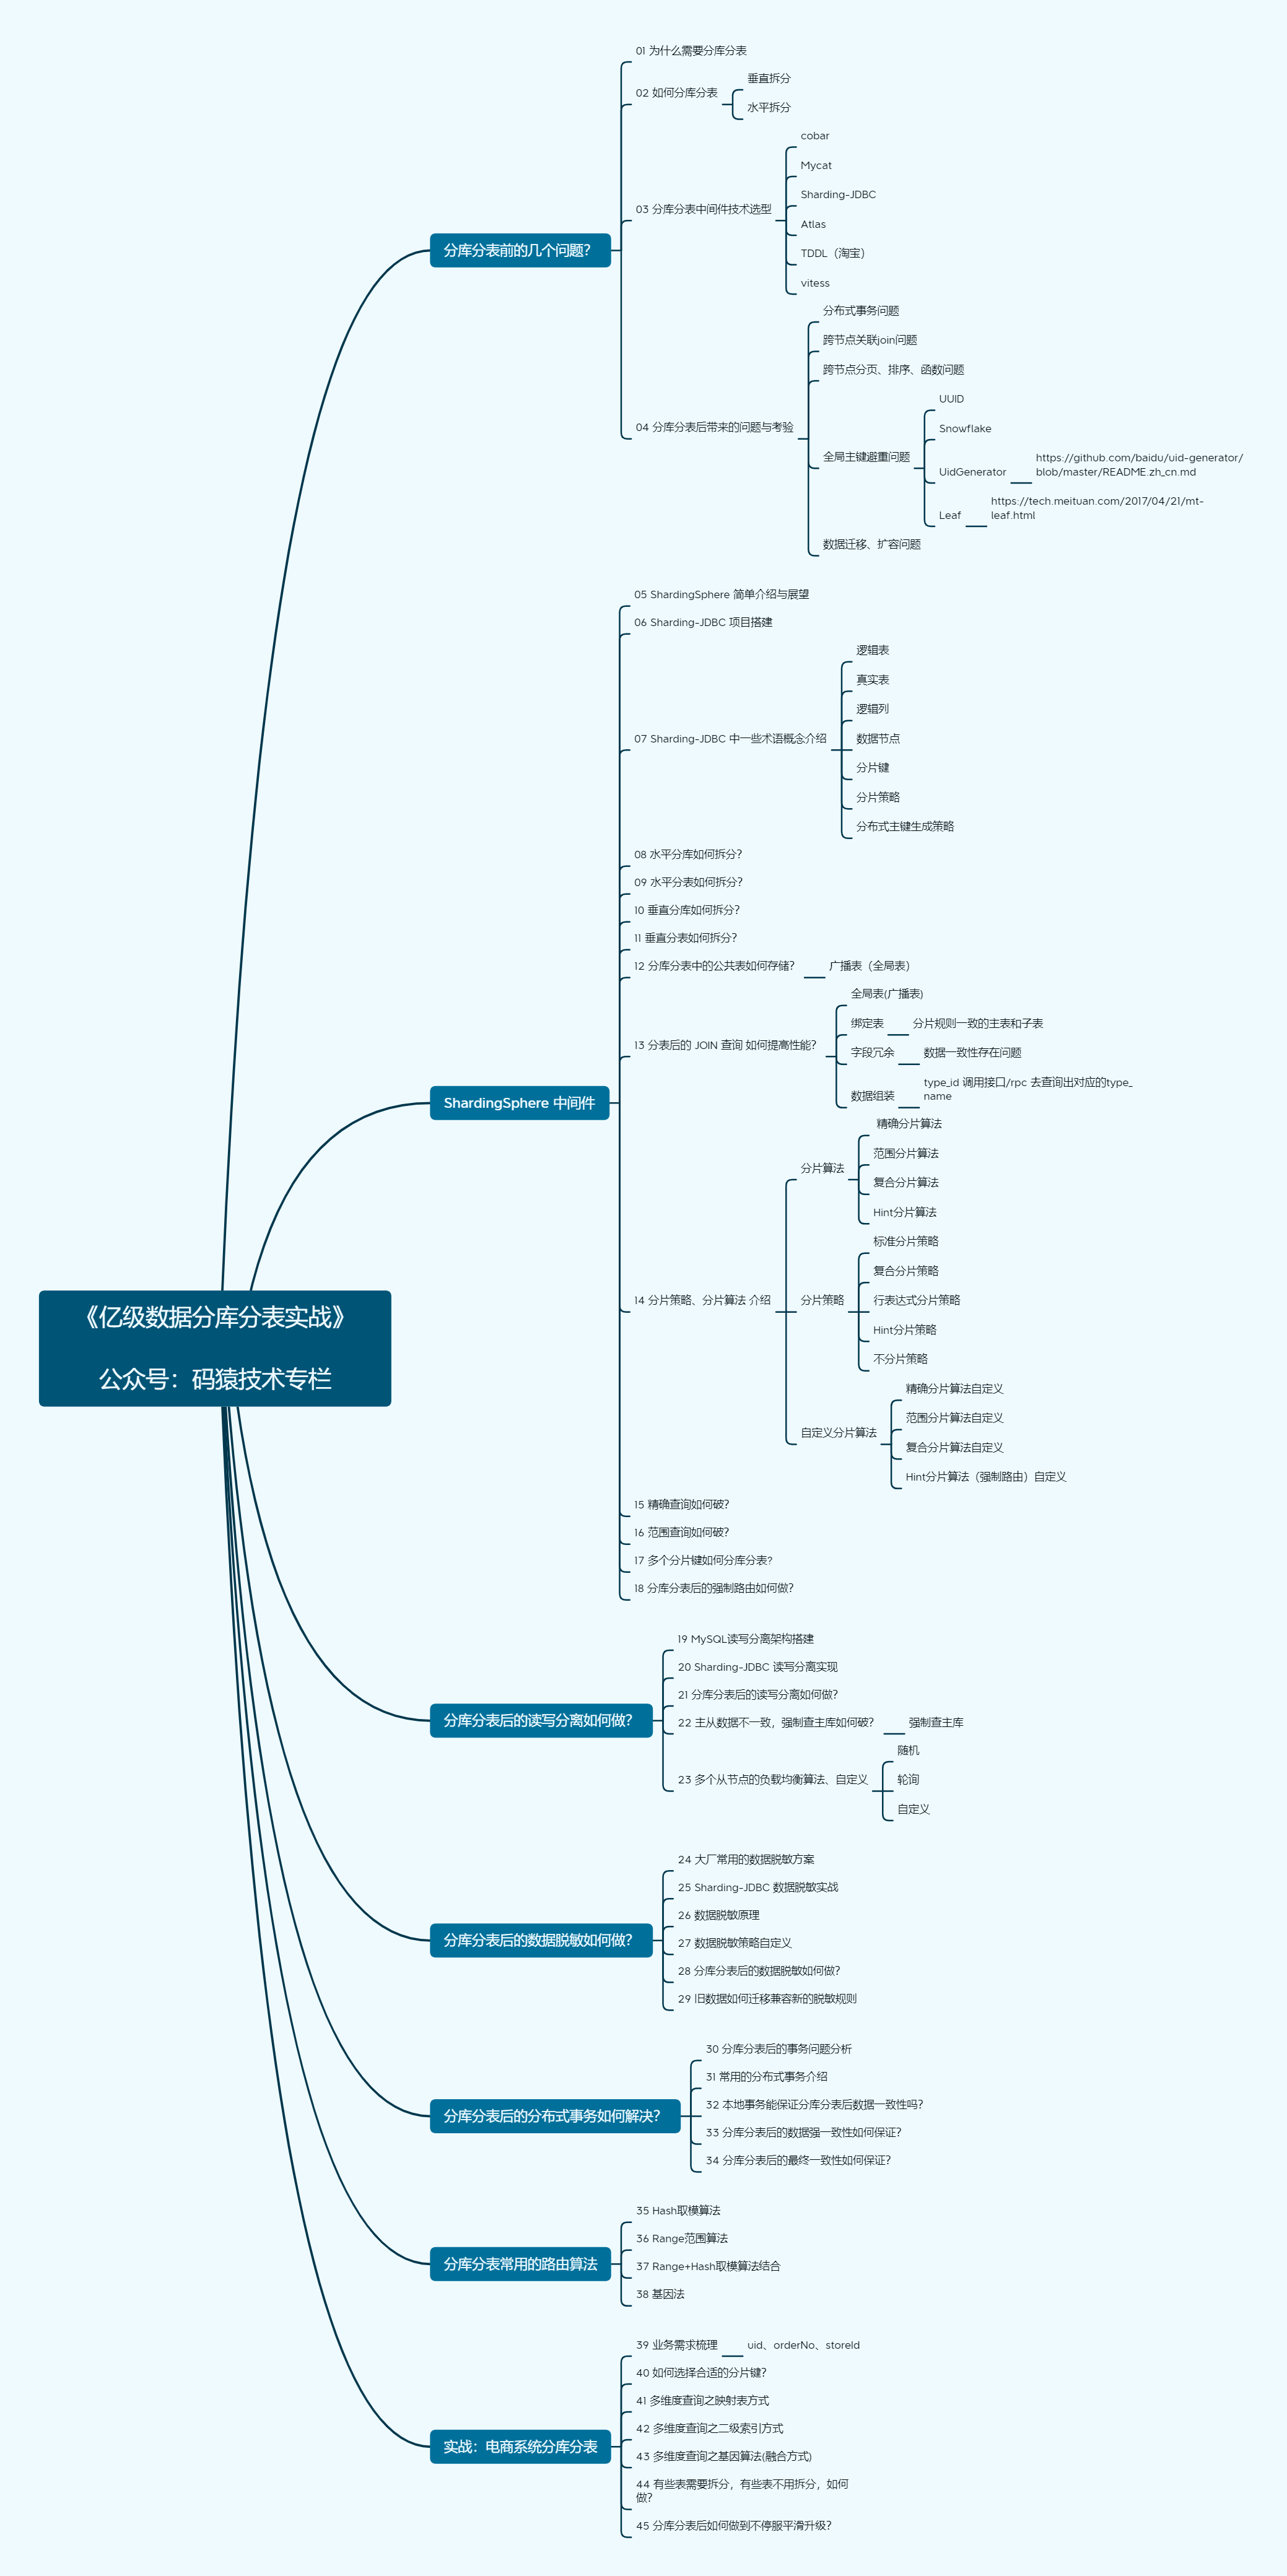 《亿级数据分库分表实战》
公众号：码猿技术专栏
分库分表前的几个问题？
01 为什么需要分库分表
02 如何分库分表
垂直拆分
水平拆分
03 分库分表中间件技术选型
cobar
Mycat
Sharding-JDBC
Atlas
TDDL（淘宝）
vitess
04 分库分表后带来的问题与考验
分布式事务问题
跨节点关联join问题
跨节点分页、排序、函数问题
全局主键避重问题
UUID
Snowflake
UidGenerator
https://github.com/baidu/uid-generator/
blob/master/README.zh_cn.md
Leaf
https://tech.meituan.com/2017/04/21/mt-
leaf.html
数据迁移、扩容问题
ShardingSphere 中间件
05 ShardingSphere 简单介绍与展望
06 Sharding-JDBC 项目搭建
07 Sharding-JDBC 中一些术语概念介绍
逻辑表
真实表
逻辑列
数据节点
分片键
分片策略
分布式主键生成策略
08 水平分库如何拆分？
09 水平分表如何拆分？
10 垂直分库如何拆分？
11 垂直分表如何拆分？
12 分库分表中的公共表如何存储？
广播表（全局表）
13 分表后的 JOIN 查询 如何提高性能？
全局表(广播表)
绑定表
分片规则一致的主表和子表
字段冗余
数据一致性存在问题
数据组装
type_id 调用接口/rpc 去查询出对应的type_
name
14 分片策略、分片算法 介绍
分片算法
精确分片算法
范围分片算法
复合分片算法
Hint分片算法
分片策略
标准分片策略
复合分片策略
行表达式分片策略
Hint分片策略
不分片策略
自定义分片算法
精确分片算法自定义
范围分片算法自定义
复合分片算法自定义
Hint分片算法（强制路由）自定义
15 精确查询如何破？
16 范围查询如何破？
17 多个分片键如何分库分表?
18 分库分表后的强制路由如何做？
分库分表后的读写分离如何做？
19 MySQL读写分离架构搭建
20 Sharding-JDBC 读写分离实现
21 分库分表后的读写分离如何做？
22 主从数据不一致，强制查主库如何破？
强制查主库
23 多个从节点的负载均衡算法、自定义
随机
轮询
自定义
分库分表后的数据脱敏如何做？
24 大厂常用的数据脱敏方案
25 Sharding-JDBC 数据脱敏实战
26 数据脱敏原理
27 数据脱敏策略自定义
28 分库分表后的数据脱敏如何做？
29 旧数据如何迁移兼容新的脱敏规则
分库分表后的分布式事务如何解决？
30 分库分表后的事务问题分析
31 常用的分布式事务介绍
32 本地事务能保证分库分表后数据一致性吗？
33 分库分表后的数据强一致性如何保证？
34 分库分表后的最终一致性如何保证？
分库分表常用的路由算法
35 Hash取模算法
36 Range范围算法
37 Range+Hash取模算法结合
38 基因法
实战：电商系统分库分表
39 业务需求梳理
uid、orderNo、storeId
40 如何选择合适的分片键？
41 多维度查询之映射表方式
42 多维度查询之二级索引方式
43 多维度查询之基因算法(融合方式)
44 有些表需要拆分，有些表不用拆分，如何
做？
45 分库分表后如何做到不停服平滑升级？